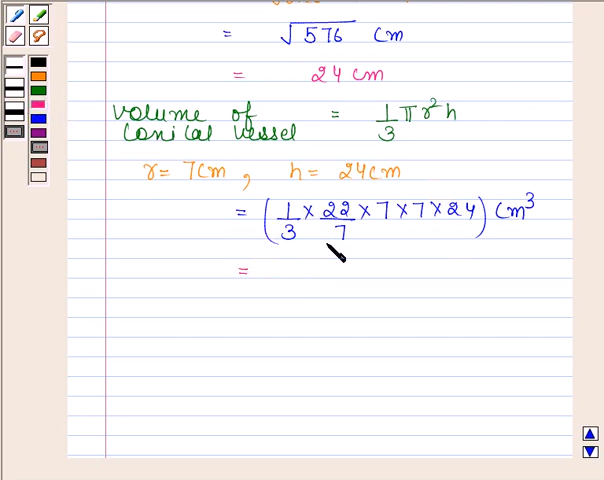 = √576 cm
= 24 cm
Volume of conical vessel = 1/3 π r² h
r = 7cm, h = 24cm
= (1/3 × 22/7 × 7 × 7 × 24) cm³
=